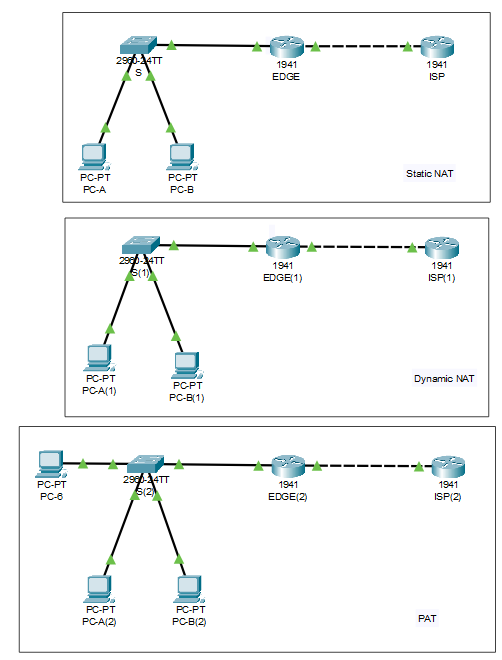 2960-24TT
S
1941
EDGE
1941
ISP
PC-PT
PC-A
PC-PT
PC-B
Static NAT
2960-24TT
S(1)
1941
EDGE(1)
1941
ISP(1)
PC-PT
PC-A(1)
PC-PT
PC-B(1)
Dynamic NAT
PC-PT
PC-6
2960-24TT
S(2)
1941
EDGE(2)
1941
ISP(2)
PC-PT
PC-A(2)
PC-PT
PC-B(2)
PAT